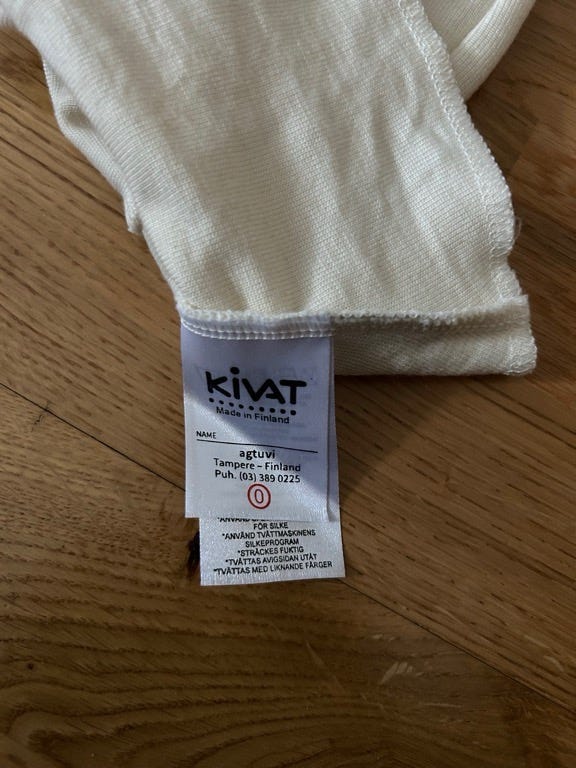 KiVAT
Made in Finland
NAME
agtuvi
Tampere – Finland
Puh. (03) 389 0225
0
FÖR SILKE
*ANVÄND TVÄTTMASKINENS
SILKEPROGRAM
*STRÄCKES FUKTIG
*TVÄTTAS AVIGSIDAN UTÅT
*TVÄTTAS MED LIKNANDE FÄRGER